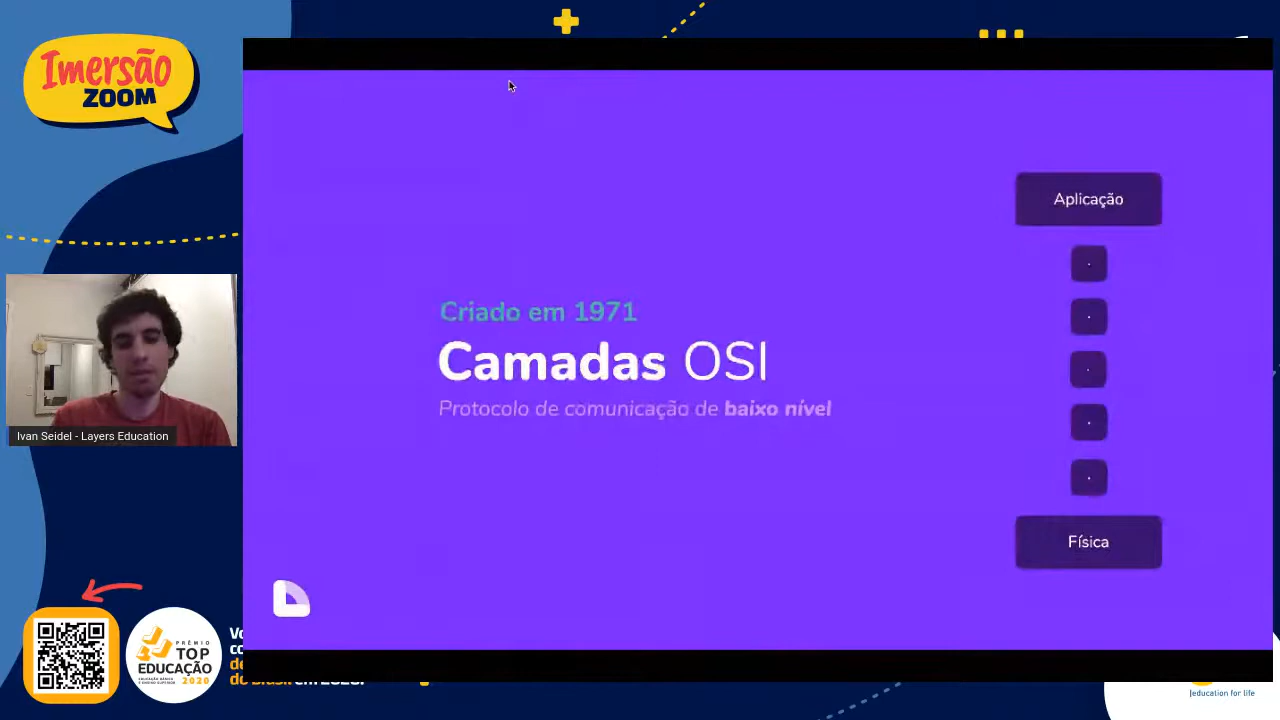 Imersão
ZOOM
Aplicação
Criado em 1971
Camadas OSI
Protocolo de comunicação de baixo nível
Ivan Seidel - Layers Education
Física
PRÊMIO
TOP
EDUCAÇÃO
2020
|education for life